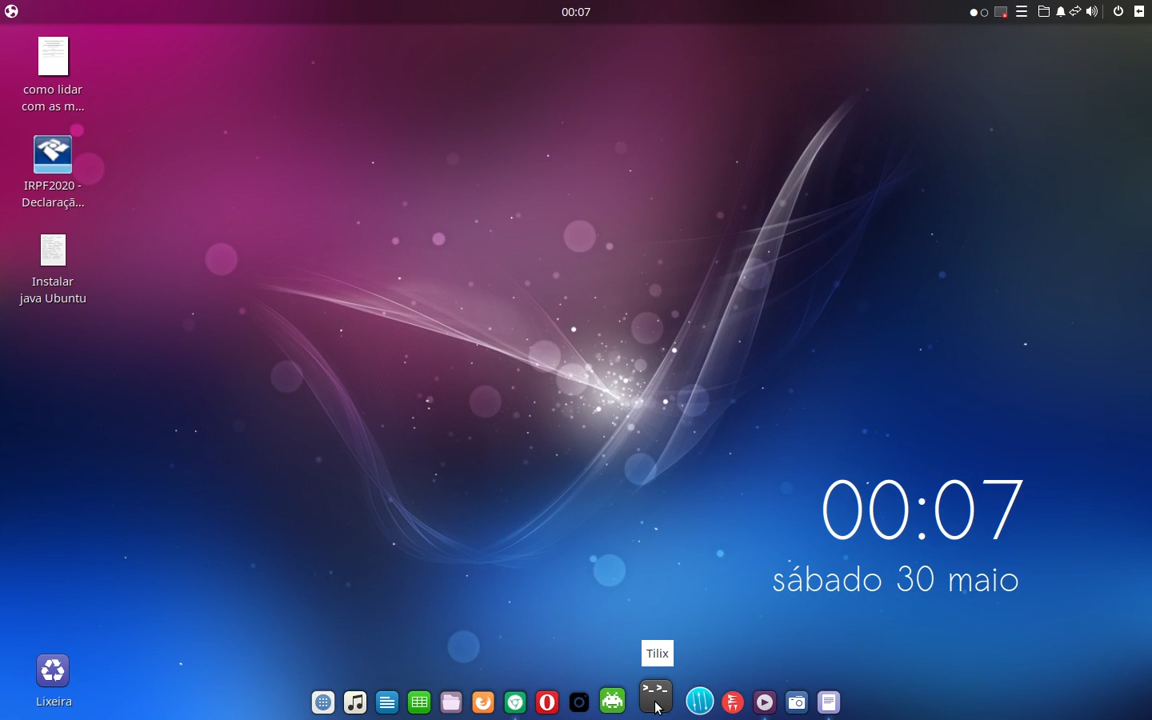 00:07
como lidar
com as m...
IRPF2020 -
Declaraçã...
Instalar
java Ubuntu
00:07
sábado 30 maio
Tilix
>_ >_
Lixeira